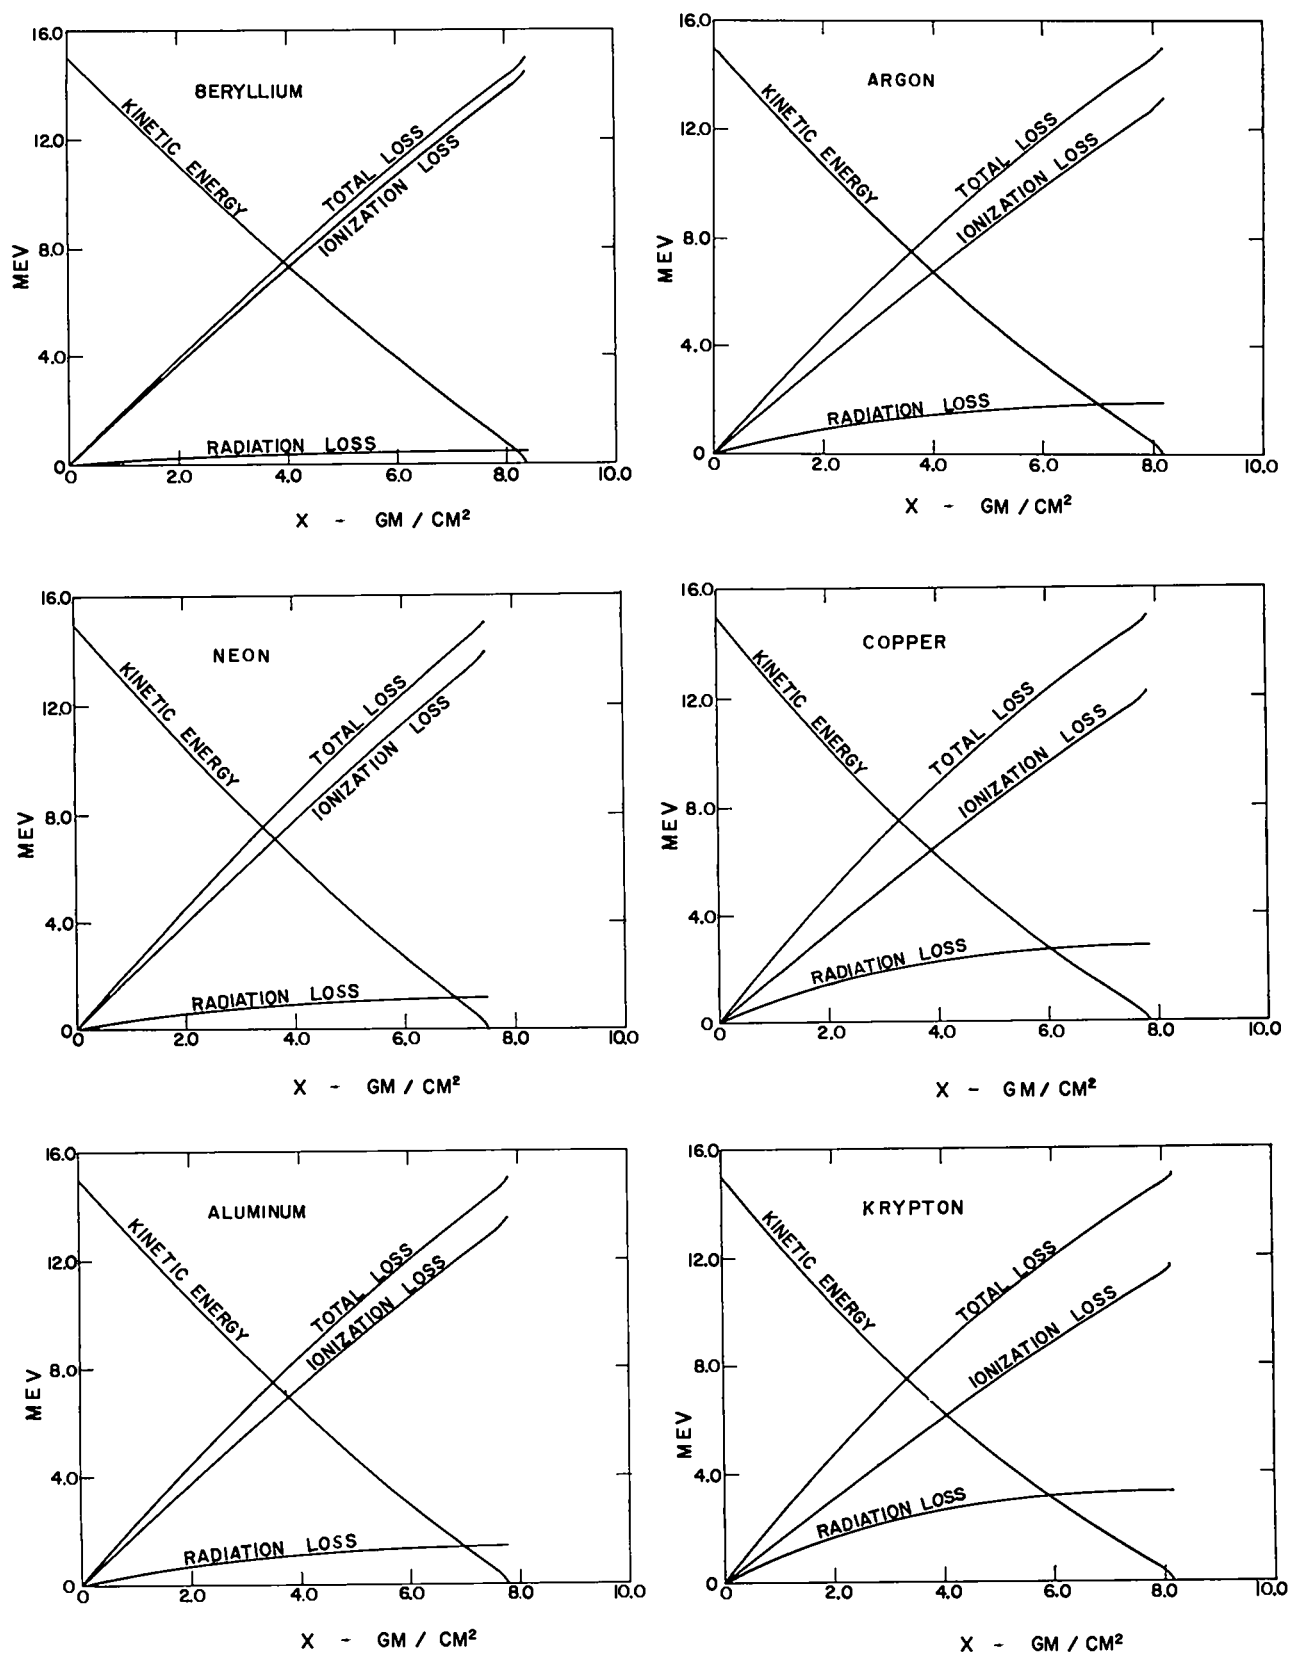 16.0
BERYLLIUM
KINETIC ENERGY
12.0
TOTAL LOSS
IONIZATION LOSS
8.0
MEV
4.0
RADIATION LOSS
0
0 2.0 4.0 6.0 8.0 10.0
X - GM / CM²
16.0
ARGON
KINETIC ENERGY
12.0
TOTAL LOSS
IONIZATION LOSS
8.0
MEV
4.0
RADIATION LOSS
0
0 2.0 4.0 6.0 8.0 10.0
X - GM / CM²
16.0
NEON
KINETIC ENERGY
12.0
TOTAL LOSS
IONIZATION LOSS
8.0
MEV
4.0
RADIATION LOSS
0
0 2.0 4.0 6.0 8.0 10.0
X - GM / CM²
16.0
COPPER
KINETIC ENERGY
12.0
TOTAL LOSS
IONIZATION LOSS
8.0
MEV
4.0
RADIATION LOSS
0
0 2.0 4.0 6.0 8.0 10.0
X - GM / CM²
16.0
ALUMINUM
KINETIC ENERGY
12.0
TOTAL LOSS
IONIZATION LOSS
8.0
MEV
4.0
RADIATION LOSS
0
0 2.0 4.0 6.0 8.0 10.0
X - GM / CM²
16.0
KRYPTON
KINETIC ENERGY
12.0
TOTAL LOSS
IONIZATION LOSS
8.0
MEV
4.0
RADIATION LOSS
0
0 2.0 4.0 6.0 8.0 10.0
X - GM / CM²